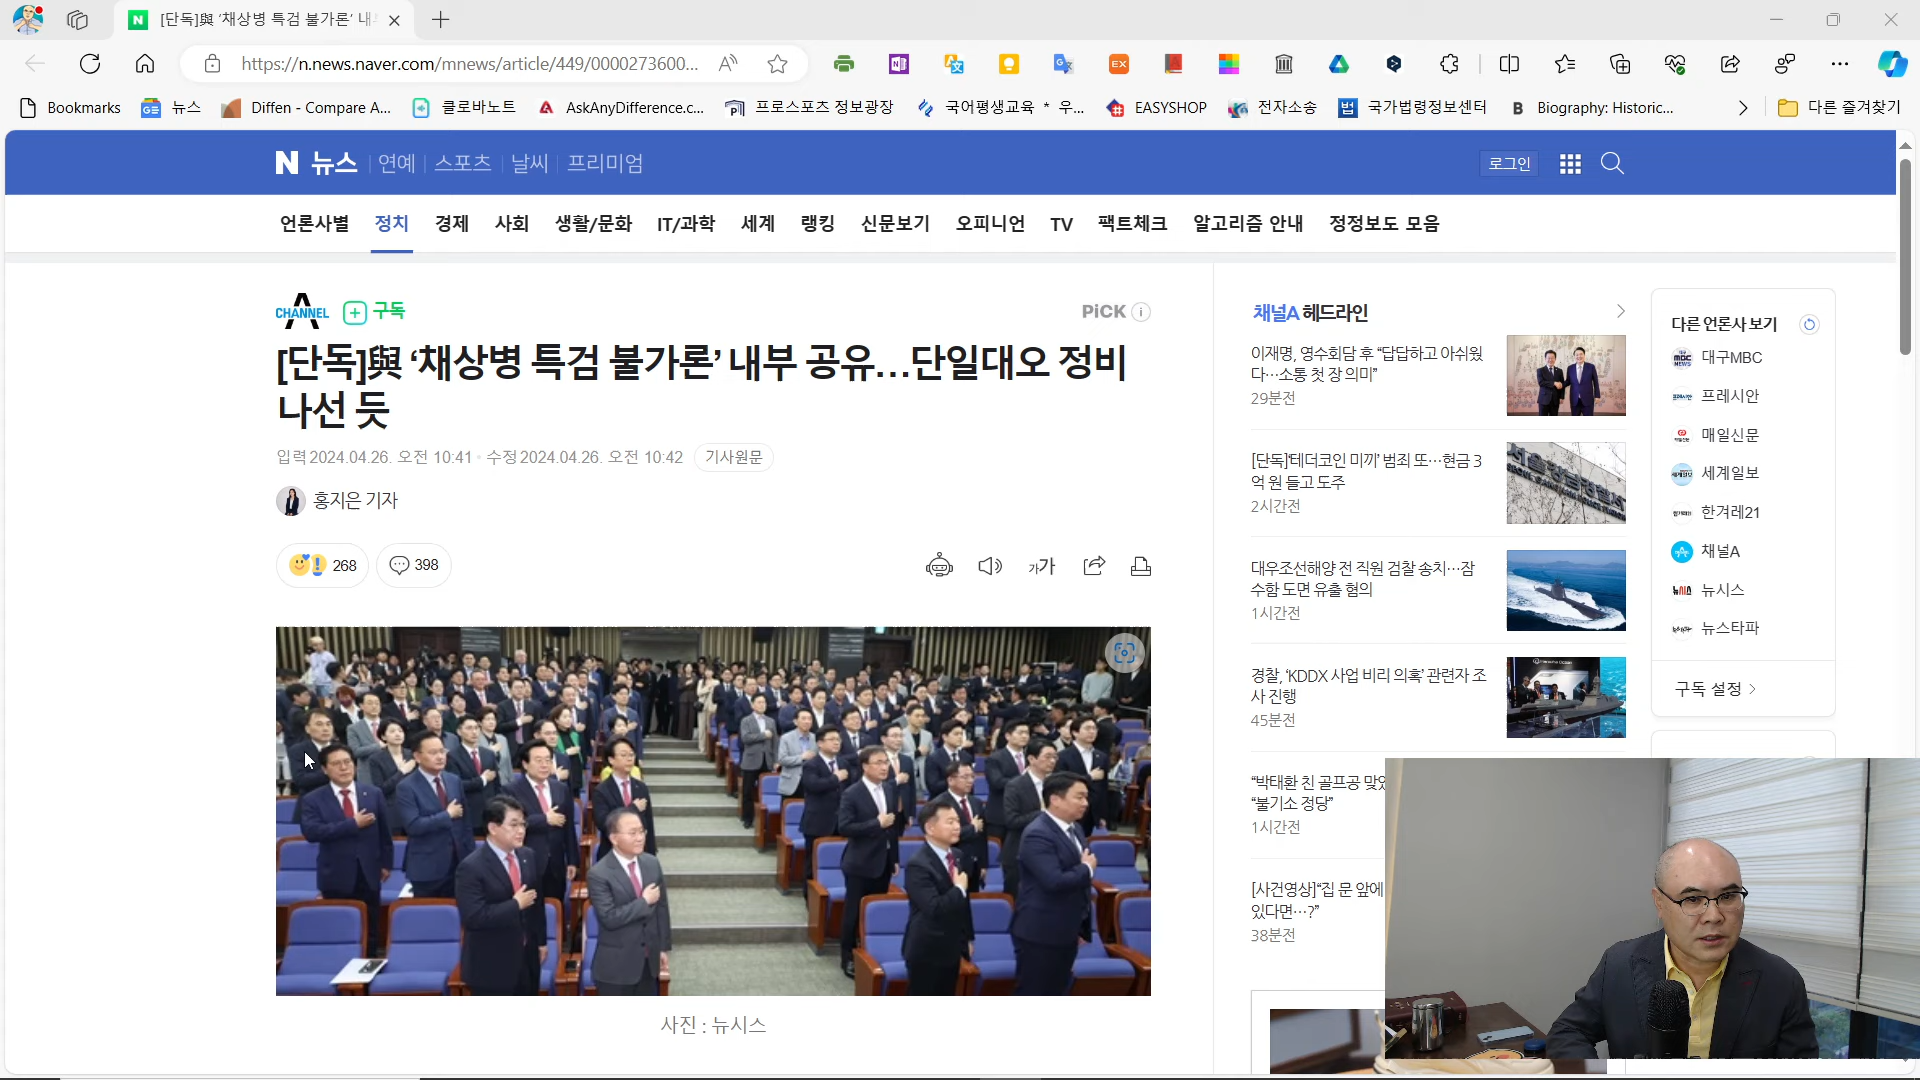 [단독]與 ‘채상병 특검 불가론’ 내
https://n.news.naver.com/mnews/article/449/0000273600...
Bookmarks
뉴스
Diffen - Compare A...
클로바노트
AskAnyDifference.c...
프로스포츠 정보광장
국어평생교육 * 우...
EASYSHOP
전자소송
국가법령정보센터
Biography: Historic...
다른 즐겨찾기
N 뉴스 연예 스포츠 날씨 프리미엄
로그인
언론사별 정치 경제 사회 생활/문화 IT/과학 세계 랭킹 신문보기 오피니언 TV 팩트체크 알고리즘 안내 정정보도 모음
CHANNEL A
구독
PiCK
[단독]與 ‘채상병 특검 불가론’ 내부 공유…단일대오 정비
나선 듯
입력 2024.04.26. 오전 10:41 수정 2024.04.26. 오전 10:42 기사원문
홍지은 기자
268
398
가가
사진 : 뉴시스
채널A 헤드라인
이재명, 영수회담 후 “답답하고 아쉬웠
다…소통 첫 장 의미”
29분전
[단독]‘테더코인 미끼’ 범죄 또…현금 3
억 원 들고 도주
2시간전
대우조선해양 전 직원 검찰 송치…잠
수함 도면 유출 혐의
1시간전
경찰, ‘KDDX 사업 비리 의혹’ 관련자 조
사 진행
45분전
“박태환 친 골프공 맞았
“불기소 정당”
1시간전
[사건영상]“집 문 앞에
있다면…?”
38분전
다른 언론사 보기
대구MBC
프레시안
매일신문
세계일보
한겨레21
채널A
뉴시스
뉴스타파
구독 설정